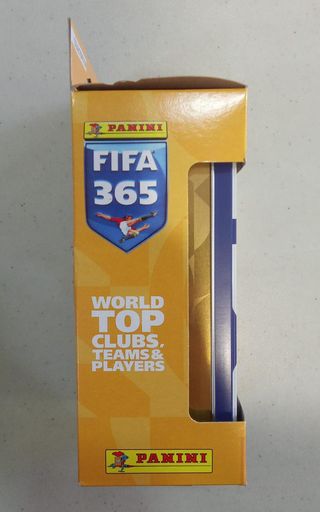 PANINI
FIFA
365
WORLD
TOP
CLUBS,
TEAMS &
PLAYERS
PANINI